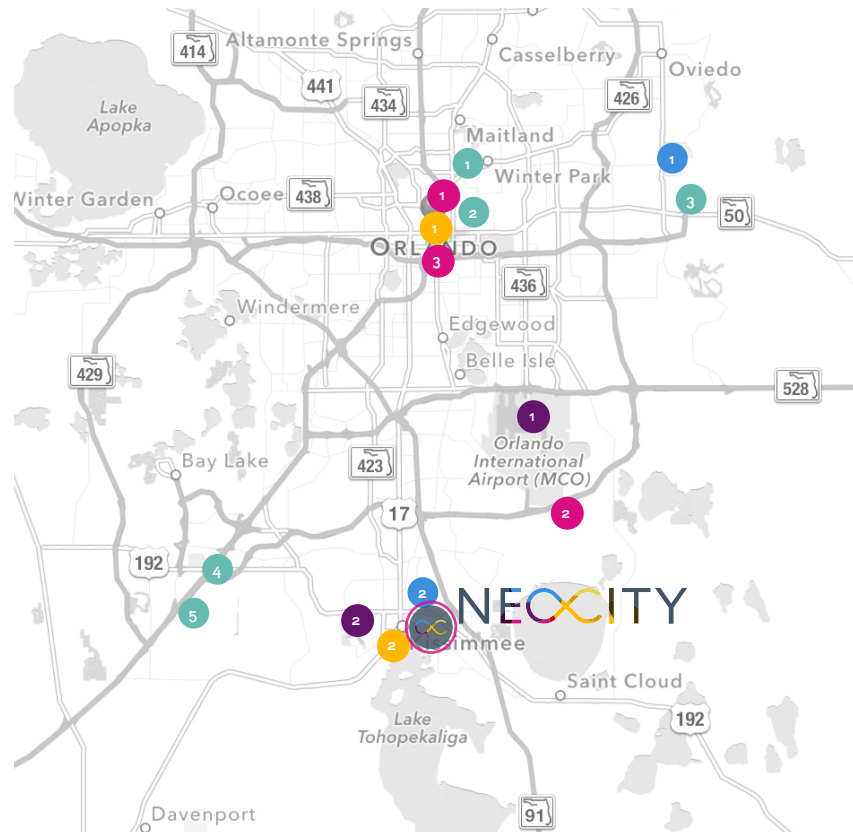 Altamonte Springs
414
Casselberry
Oviedo
441
434
426
Lake
Apopka
Maitland
1
1
Winter Park
Winter Garden
Ocoee
438
1
2
3
50
1
ORLANDO
3
436
Windermere
Edgewood
Belle Isle
429
528
1
Orlando
International
Airport (MCO)
Bay Lake
423
17
2
192
4
2
NEOCITY
5
2
2
Kissimmee
Saint Cloud
192
Lake
Tohopekaliga
91
Davenport